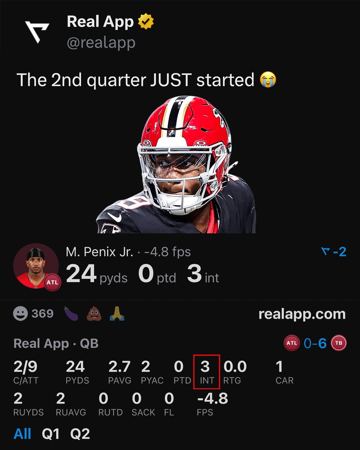 Real App
@realapp
The 2nd quarter JUST started 😭
M. Penix Jr. · -4.8 fps
-2
ATL
24 pyds 0 ptd 3 int
369 🍆 💩 🙏
realapp.com
Real App · QB
ATL 0-6 TB
2/9 24 2.7 2 0 3 0.0 1
C/ATT PYDS PAVG PYAC PTD INT RTG CAR
2 2 0 0 0 -4.8
RUYDS RUAVG RUTD SACK FL FPS
All Q1 Q2